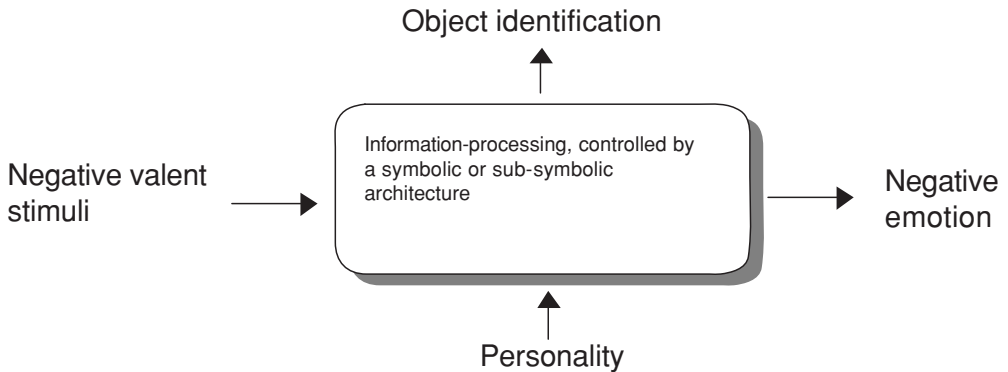 Object identification
Information-processing, controlled by
a symbolic or sub-symbolic
architecture
Negative valent
stimuli
Negative
emotion
Personality